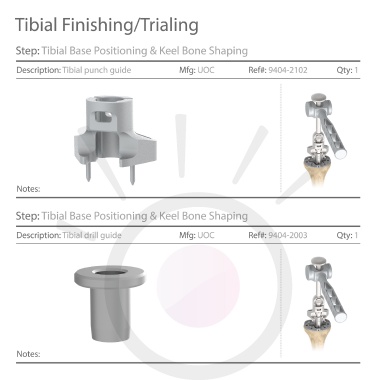 Tibial Finishing/Trialing
Step: Tibial Base Positioning & Keel Bone Shaping
Description: Tibial punch guide Mfg: UOC Ref#: 9404-2102 Qty: 1
Notes:
Step: Tibial Base Positioning & Keel Bone Shaping
Description: Tibial drill guide Mfg: UOC Ref#: 9404-2003 Qty: 1
Notes: